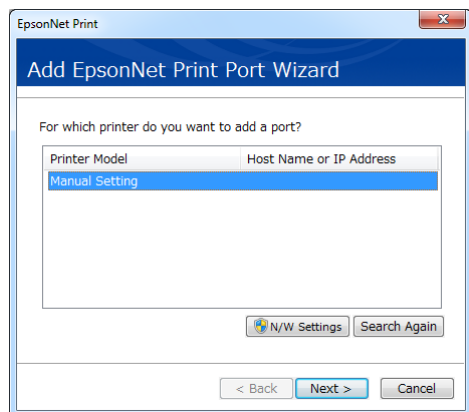 EpsonNet Print
Add EpsonNet Print Port Wizard
For which printer do you want to add a port?
Printer Model Host Name or IP Address
Manual Setting
N/W Settings Search Again
< Back Next > Cancel